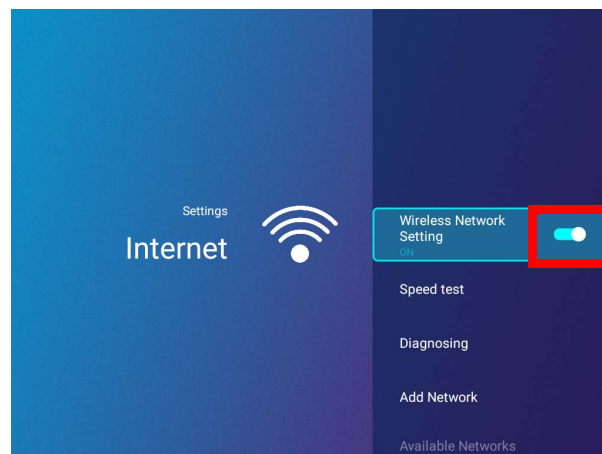 Settings
Internet
Wireless Network
Setting
ON
Speed test
Diagnosing
Add Network
Available Networks